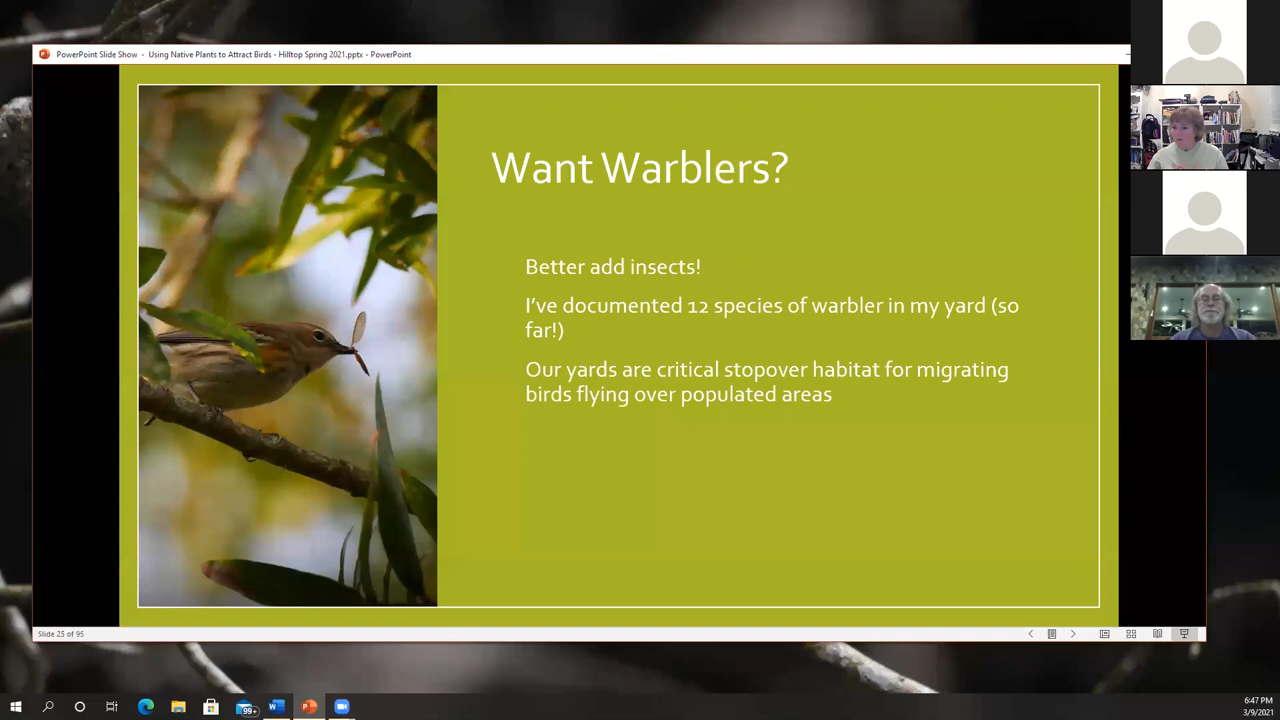 PowerPoint Slide Show - Using Native Plants to Attract Birds - Hilltop Spring 2021.pptx - PowerPoint
Want Warblers?
Better add insects!
I've documented 12 species of warbler in my yard (so
far!)
Our yards are critical stopover habitat for migrating
birds flying over populated areas
Slide 25 of 95
99+
6:47 PM
3/9/2021